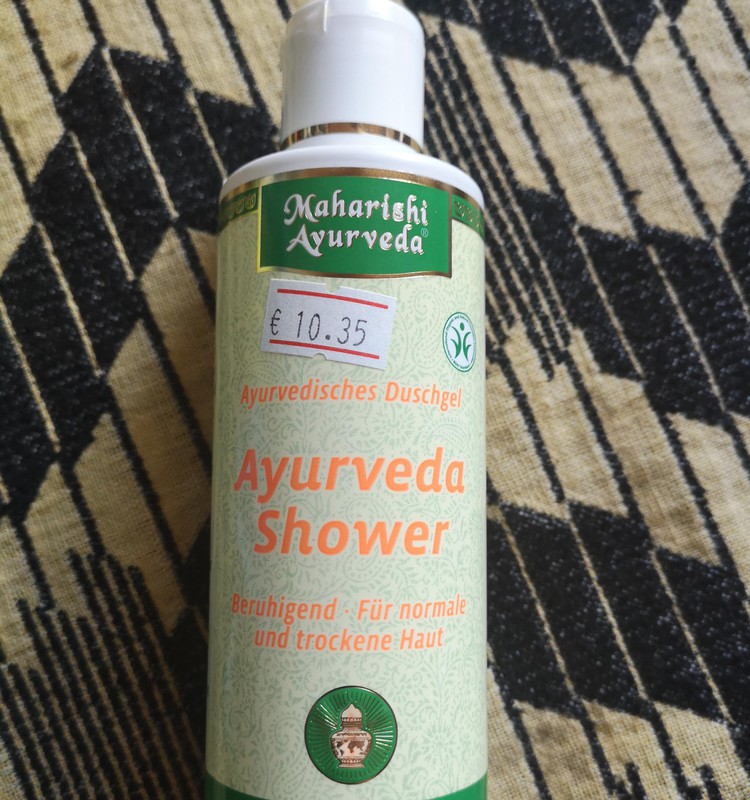 Maharishi
Ayurveda®
€ 10.35
Ayurvedisches Duschgel
Ayurveda
Shower
Beruhigend · Für normale
und trockene Haut